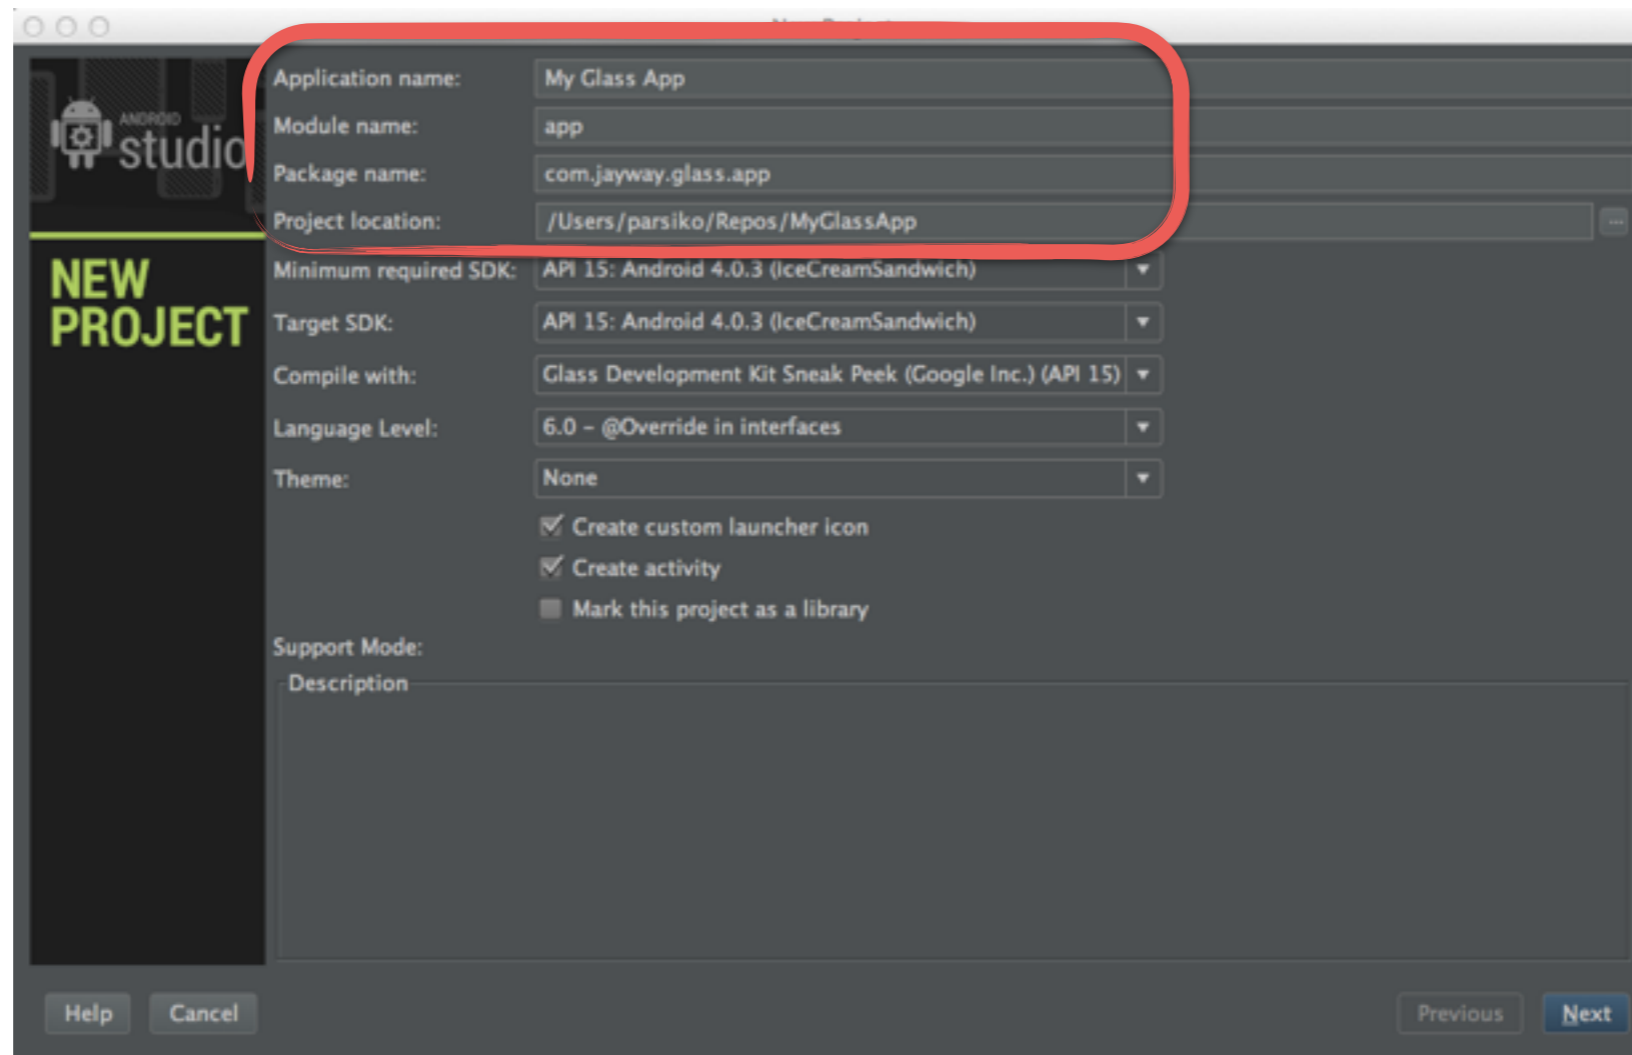 Application name: My Glass App
ANDROID
studio
Module name: app
Package name: com.jayway.glass.app
Project location: /Users/parsiko/Repos/MyGlassApp ...
NEW
PROJECT
Minimum required SDK: API 15: Android 4.0.3 (IceCreamSandwich)
Target SDK: API 15: Android 4.0.3 (IceCreamSandwich)
Compile with: Glass Development Kit Sneak Peek (Google Inc.) (API 15)
Language Level: 6.0 – @Override in interfaces
Theme: None
Create custom launcher icon
Create activity
Mark this project as a library
Support Mode:
Description
Help Cancel Previous Next